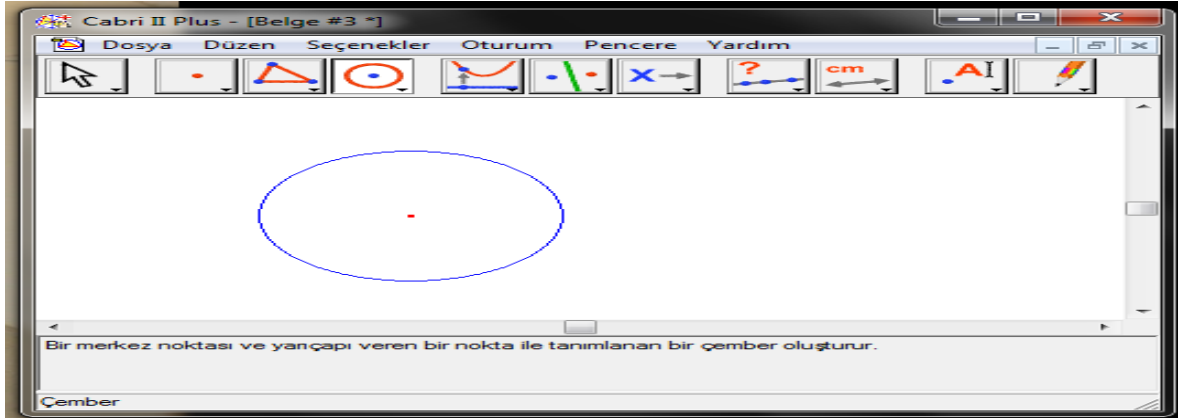 Cabri II Plus - [Belge #3 *]
Dosya Düzen Seçenekler Oturum Pencere Yardım
? cm A
Bir merkez noktası ve yarıçapı veren bir nokta ile tanımlanan bir çember oluşturur.
Çember